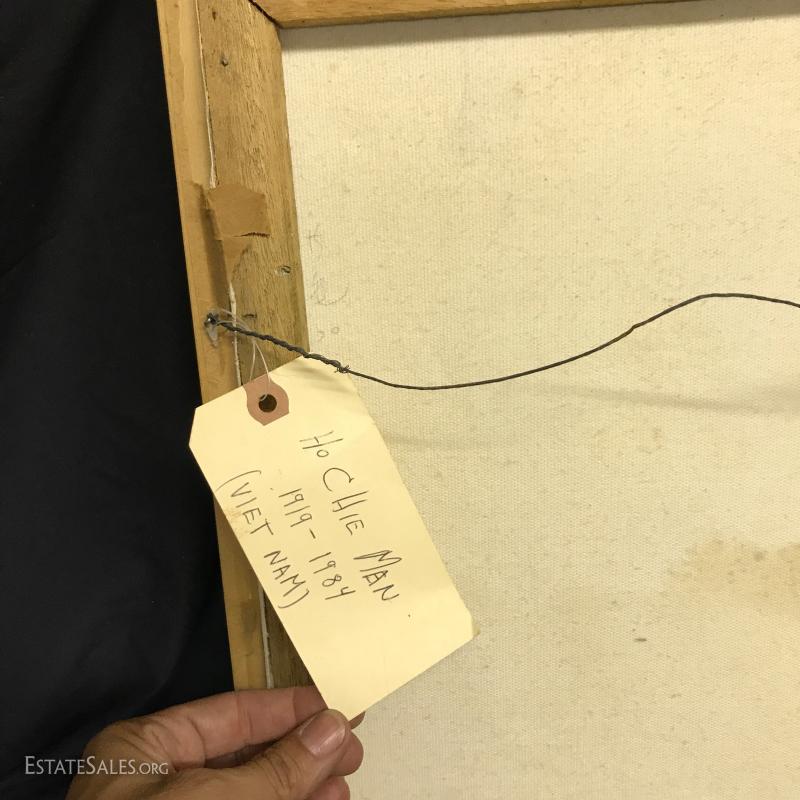 Ho CHIE MAN
1919 - 1984
(VIET NAM)
ESTATESALES.ORG